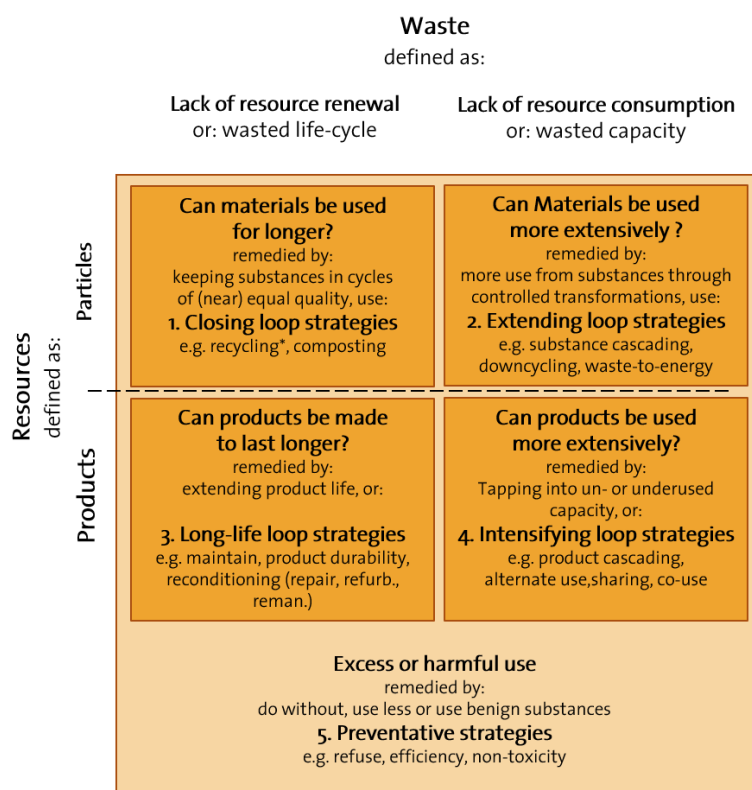 Waste
defined as:
Lack of resource renewal
or: wasted life-cycle
Lack of resource consumption
or: wasted capacity
Resources
defined as:
Particles
Can materials be used
for longer?
remedied by:
keeping substances in cycles
of (near) equal quality, use:
1. Closing loop strategies
e.g. recycling*, composting
Can Materials be used
more extensively ?
remedied by:
more use from substances through
controlled transformations, use:
2. Extending loop strategies
e.g. substance cascading,
downcycling, waste-to-energy
Products
Can products be made
to last longer?
remedied by:
extending product life, or:
3. Long-life loop strategies
e.g. maintain, product durability,
reconditioning (repair, refurb.,
reman.)
Can products be used
more extensively?
remedied by:
Tapping into un- or underused
capacity, or:
4. Intensifying loop strategies
e.g. product cascading,
alternate use,sharing, co-use
Excess or harmful use
remedied by:
do without, use less or use benign substances
5. Preventative strategies
e.g. refuse, efficiency, non-toxicity